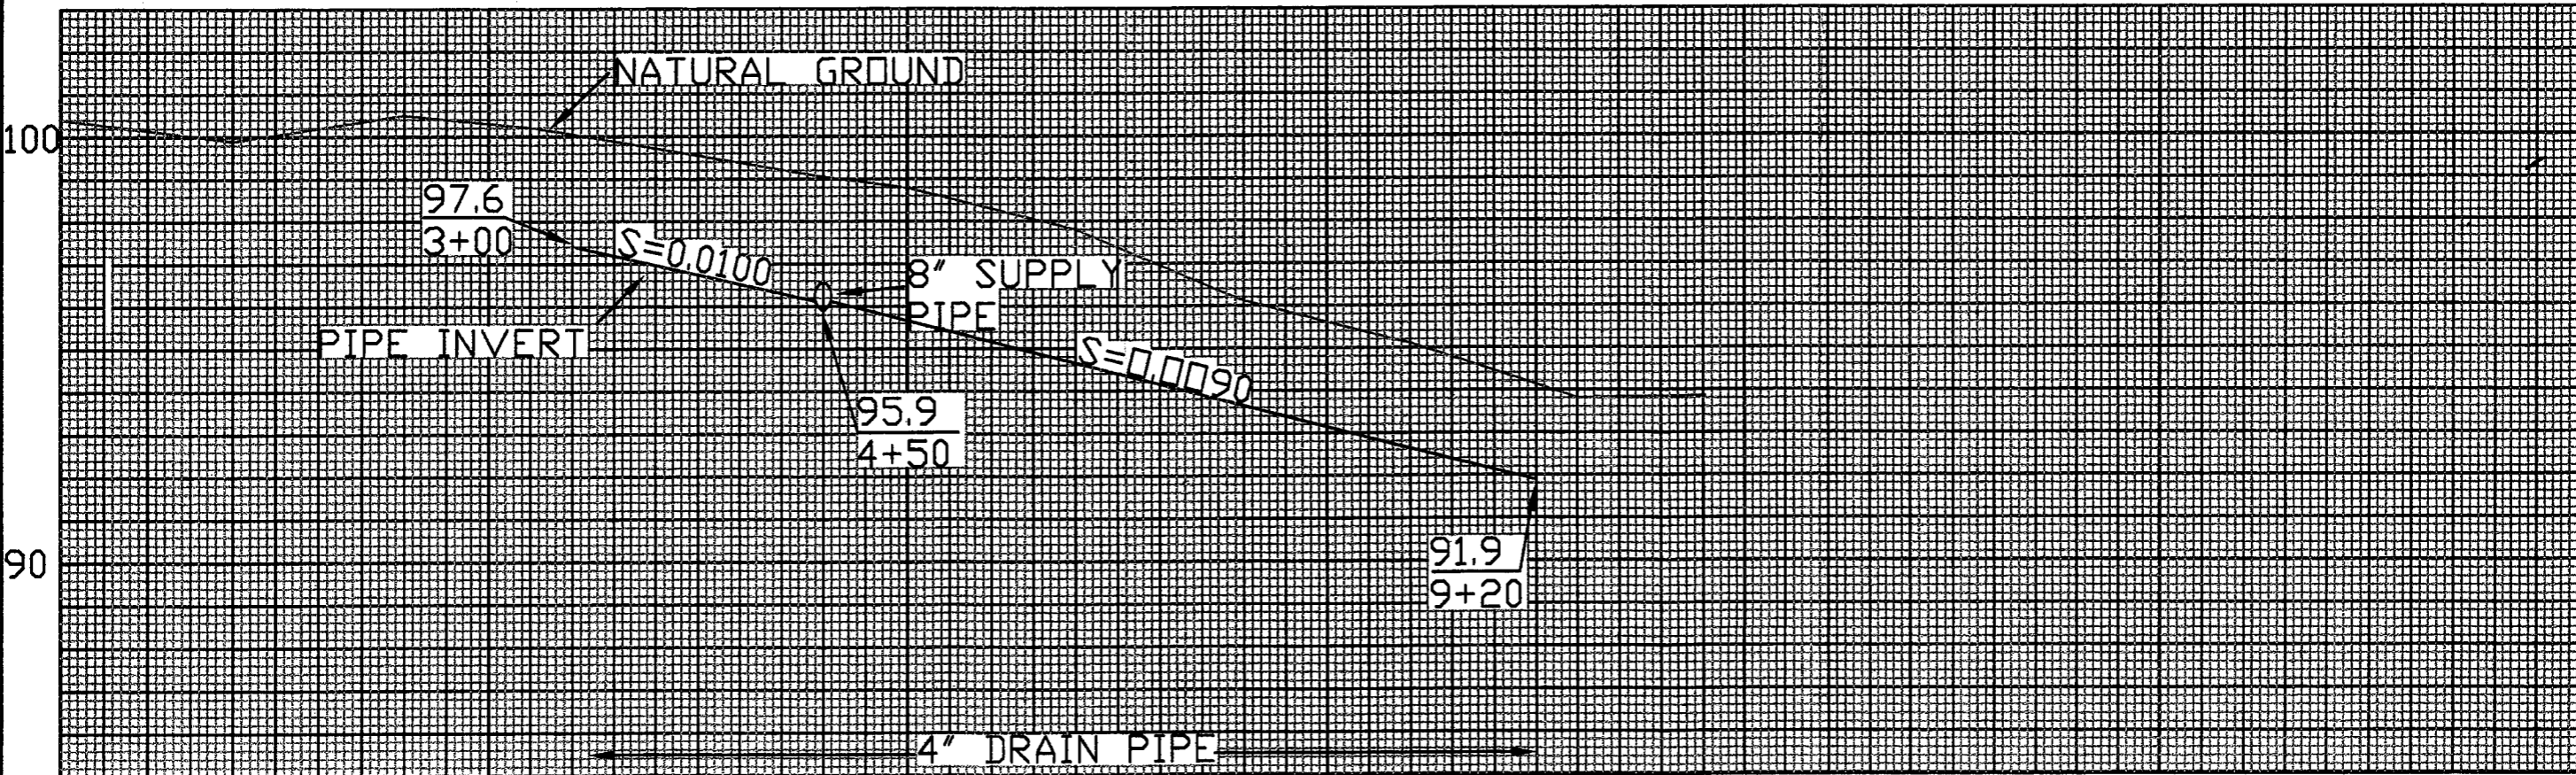 NATURAL GROUND
100
97.6
3+00
S=0.0100
8" SUPPLY
PIPE
PIPE INVERT
S=0.0090
95.9
4+50
90
91.9
9+20
4" DRAIN PIPE